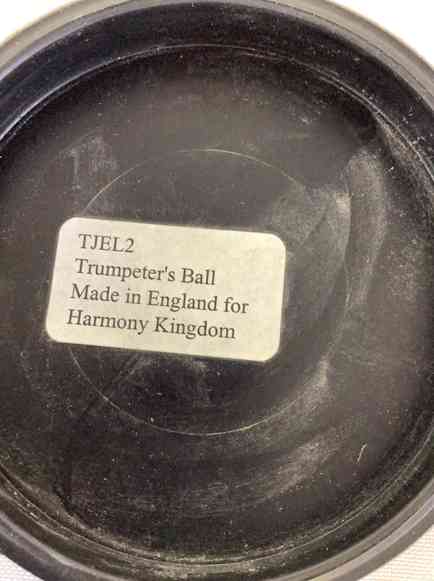 TJEL2
Trumpeter's Ball
Made in England for
Harmony Kingdom